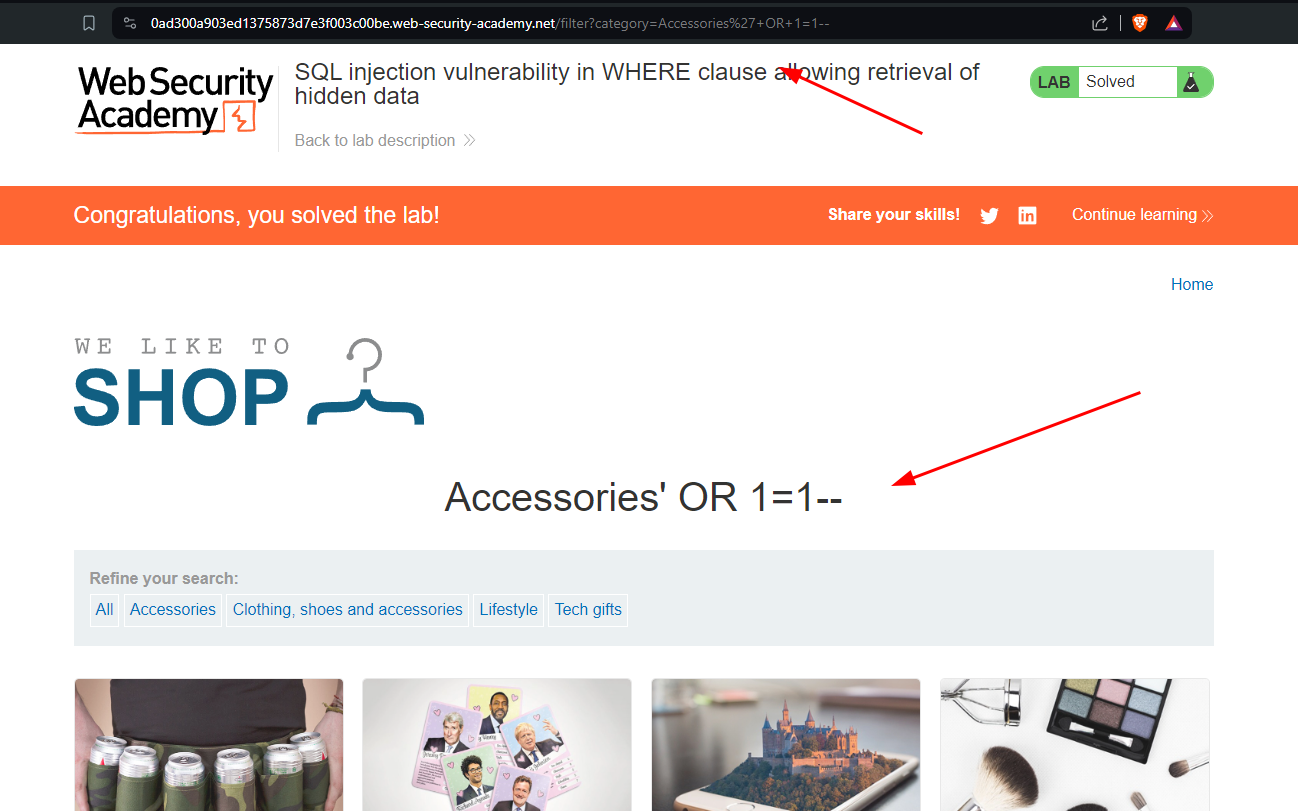 0ad300a903ed1375873d7e3f003c00be.web-security-academy.net/filter?category=Accessories%27+OR+1=1--
WebSecurity
Academy
SQL injection vulnerability in WHERE clause allowing retrieval of
hidden data
Back to lab description
LAB Solved
Congratulations, you solved the lab!
Share your skills!
Continue learning
Home
WE LIKE TO
SHOP
Accessories' OR 1=1--
Refine your search:
All Accessories Clothing, shoes and accessories Lifestyle Tech gifts